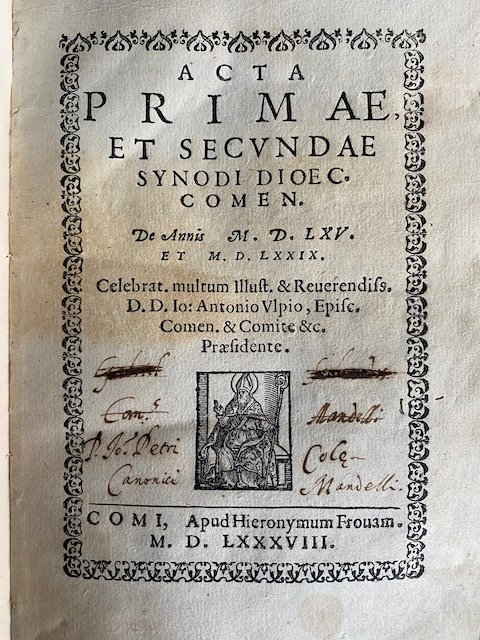 ACTA
PRIMAE,
ET SECVNDAE
SYNODI DIOEC.
COMEN.
De Annis M. D. LXV.
ET M. D. LXXIX.
Celebrat. multum Illust. & Reuerendiss.
D. D. Io: Antonio Vlpio, Episc.
Comen. & Comite &c.
Præsidente.
Com.s
Mandelli
P. Jo. Petri
Canonici
Mandelli.
COMI, Apud Hieronymum Frouam.
M. D. LXXXVIII.